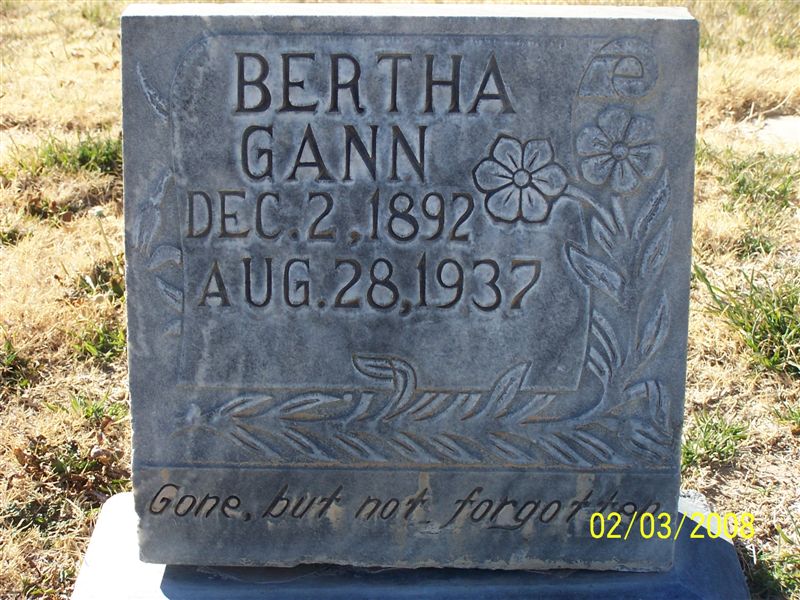 BERTHA
GANN
DEC. 2, 1892
AUG. 28, 1937
Gone, but not forgotten
02/03/2008